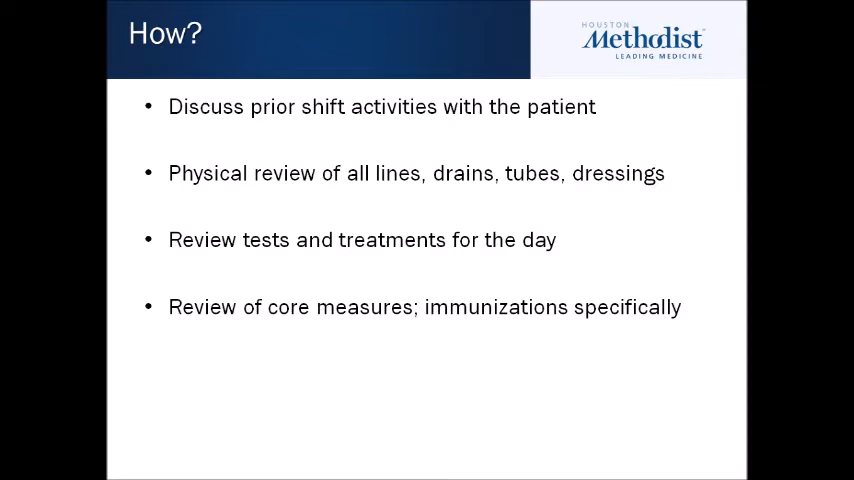 How?
HOUSTON
Methodist
LEADING MEDICINE
• Discuss prior shift activities with the patient
• Physical review of all lines, drains, tubes, dressings
• Review tests and treatments for the day
• Review of core measures; immunizations specifically